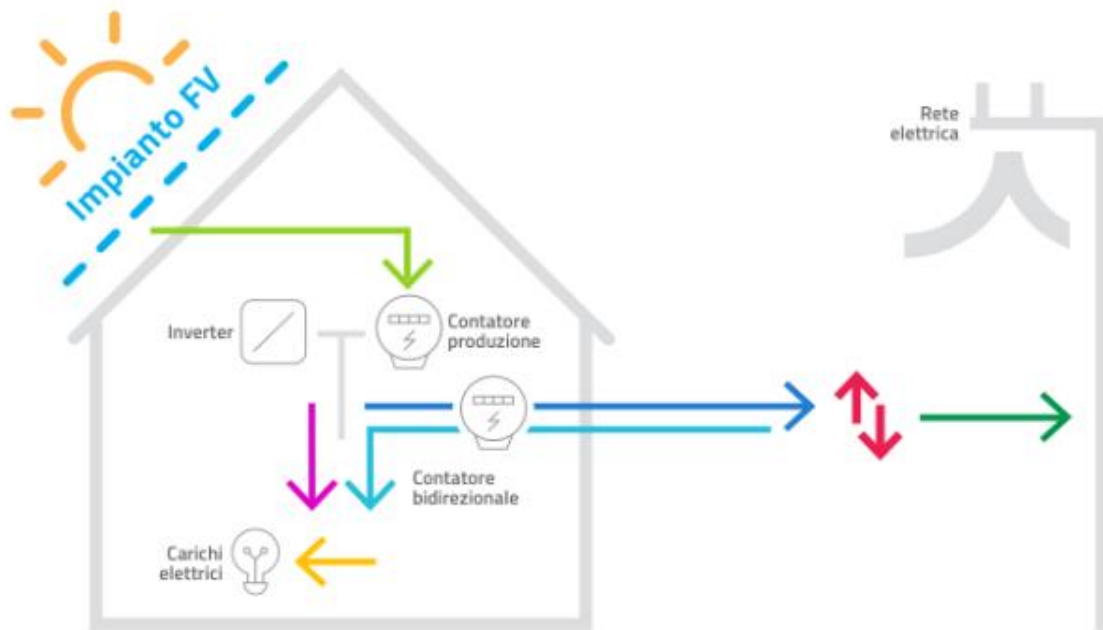 Impianto FV
Rete
elettrica
Inverter
Contatore
produzione
Contatore
bidirezionale
Carichi
elettrici